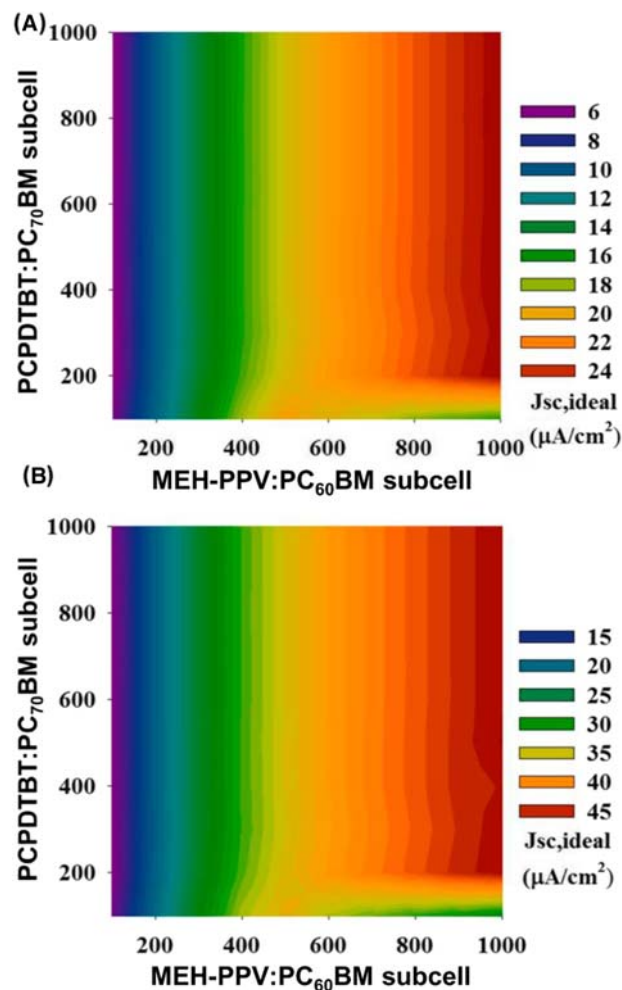 (A)
1000
800
600
400
200
PCPDTBT:PC70BM subcell
200 400 600 800 1000
MEH-PPV:PC60BM subcell
6
8
10
12
14
16
18
20
22
24
Jsc,ideal
(μA/cm²)
(B)
1000
800
600
400
200
PCPDTBT:PC70BM subcell
200 400 600 800 1000
MEH-PPV:PC60BM subcell
15
20
25
30
35
40
45
Jsc,ideal
(μA/cm²)